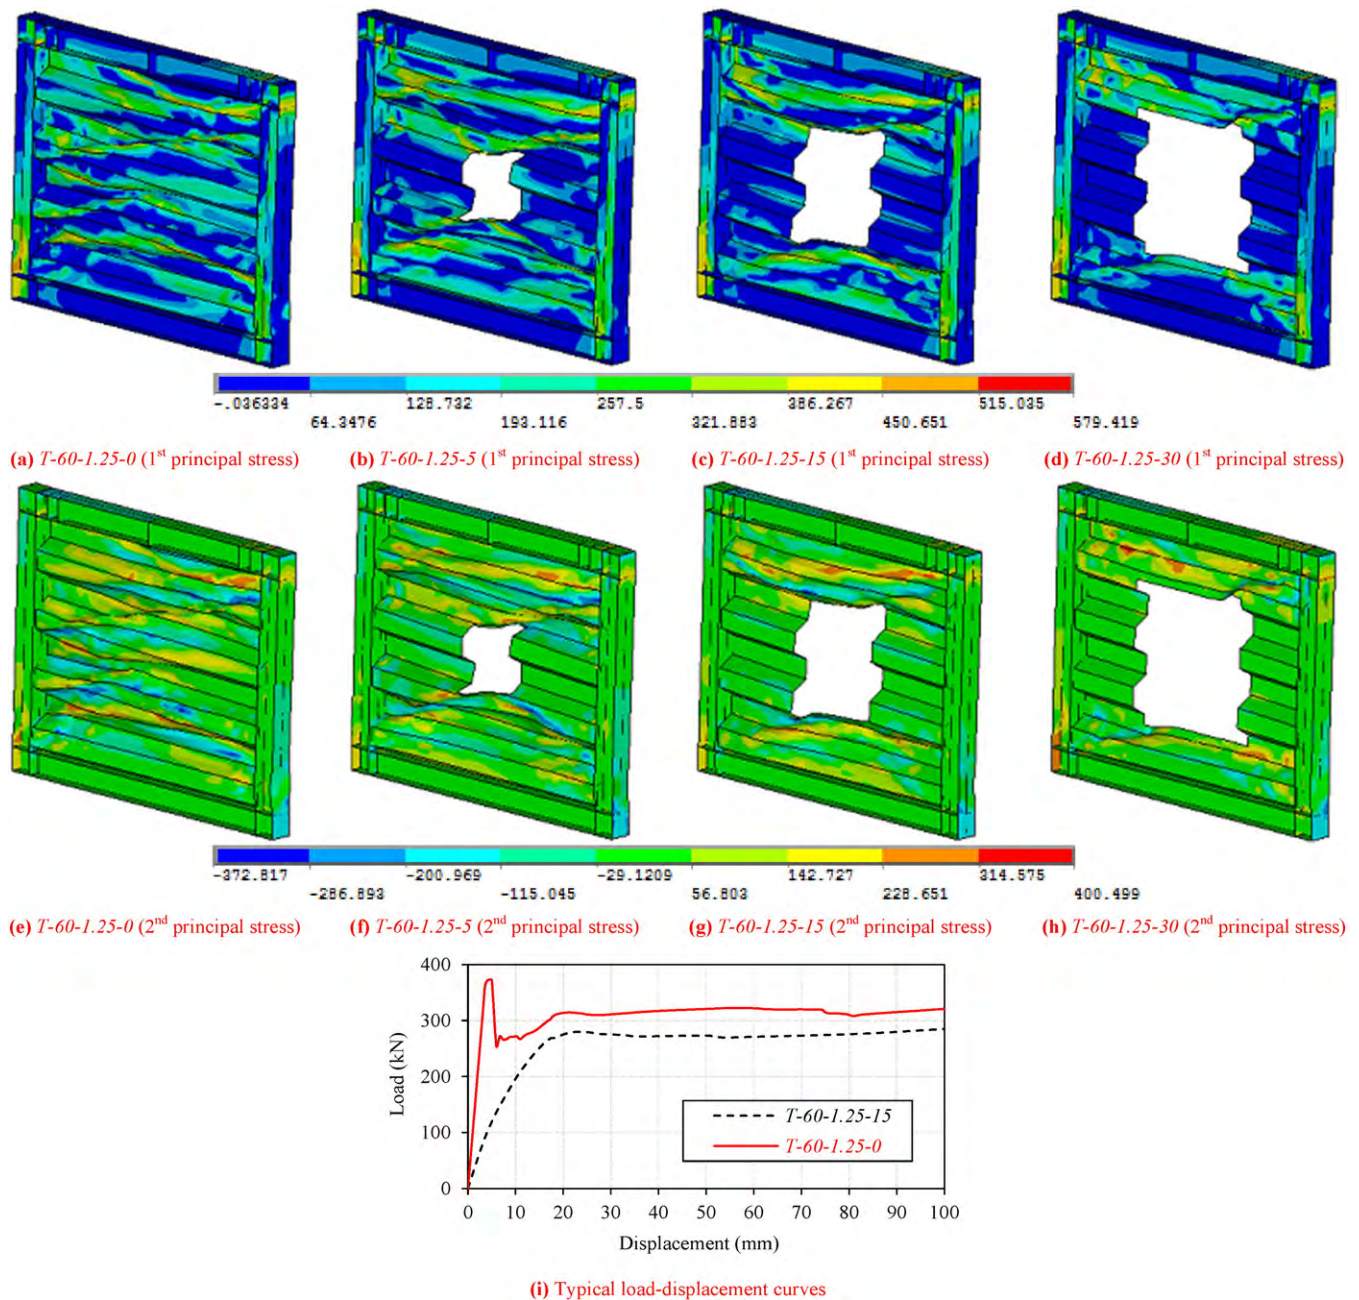 -.036334 128.732 257.5 386.267 515.035
64.3476 193.116 321.883 450.651 579.419
(a) T-60-1.25-0 (1st principal stress) (b) T-60-1.25-5 (1st principal stress) (c) T-60-1.25-15 (1st principal stress) (d) T-60-1.25-30 (1st principal stress)
-372.817 -200.969 -29.1209 142.727 314.575
-286.893 -115.045 56.803 228.651 400.499
(e) T-60-1.25-0 (2nd principal stress) (f) T-60-1.25-5 (2nd principal stress) (g) T-60-1.25-15 (2nd principal stress) (h) T-60-1.25-30 (2nd principal stress)
400
300
200
100
0
Load (kN)
T-60-1.25-15
T-60-1.25-0
0 10 20 30 40 50 60 70 80 90 100
Displacement (mm)
(i) Typical load-displacement curves